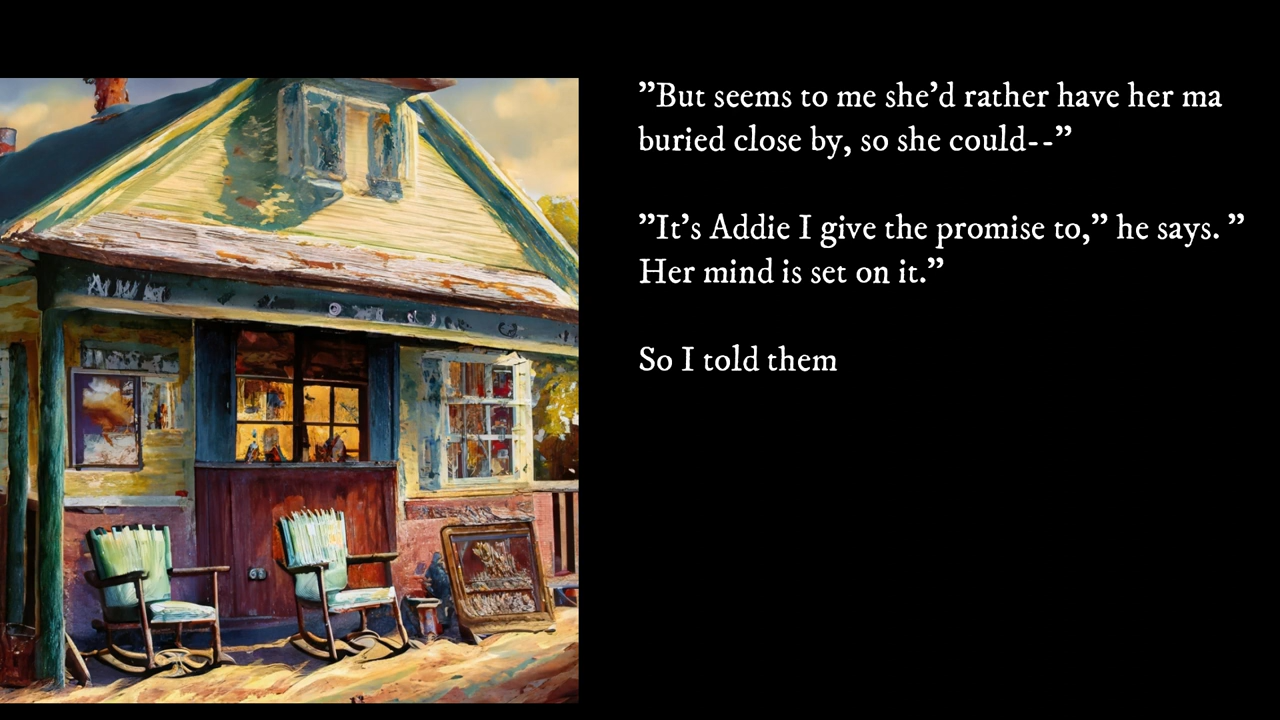 ”But seems to me she’d rather have her ma
buried close by, so she could--”
”It’s Addie I give the promise to,” he says. ”
Her mind is set on it.”
So I told them